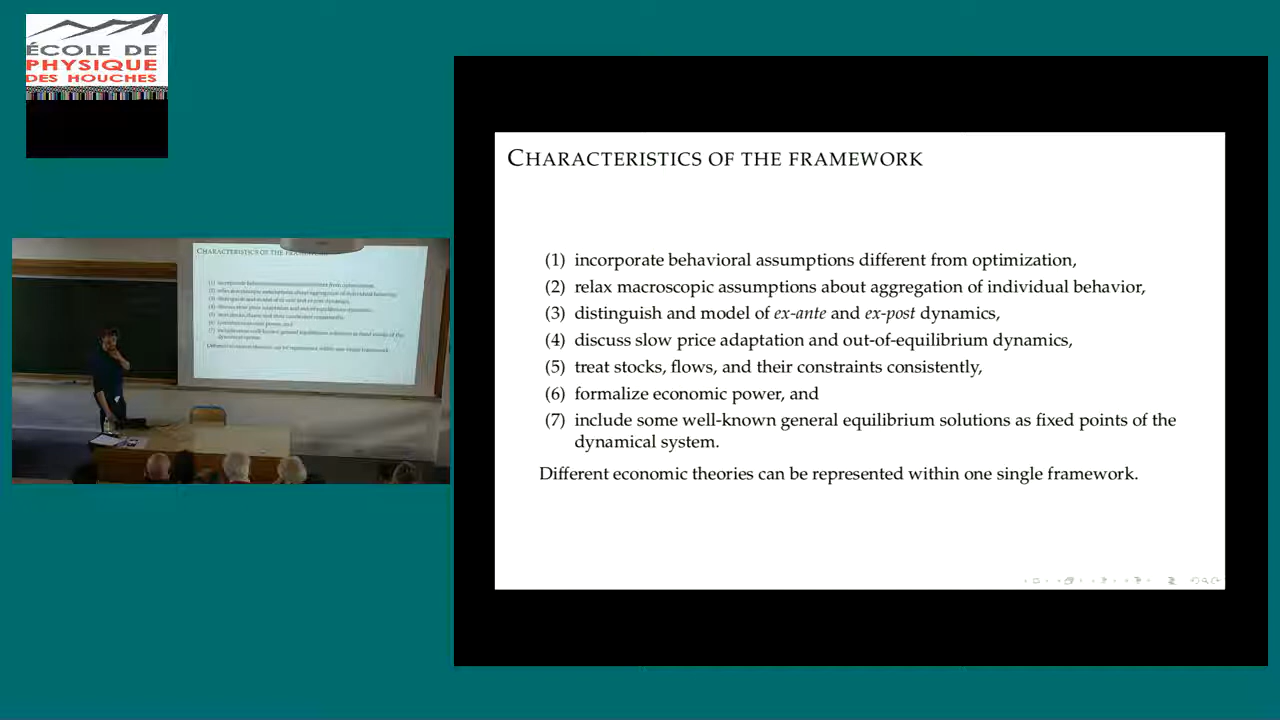 ÉCOLE DE
PHYSIQUE
DES HOUCHES
CHARACTERISTICS OF THE FRAMEWORK
(1) incorporate behavioral assumptions different from optimization,
(2) relax macroscopic assumptions about aggregation of individual behavior,
(3) distinguish and model of ex-ante and ex-post dynamics,
(4) discuss slow price adaptation and out-of-equilibrium dynamics,
(5) treat stocks, flows, and their constraints consistently,
(6) formalize economic power, and
(7) include some well-known general equilibrium solutions as fixed points of the
dynamical system.
Different economic theories can be represented within one single framework.